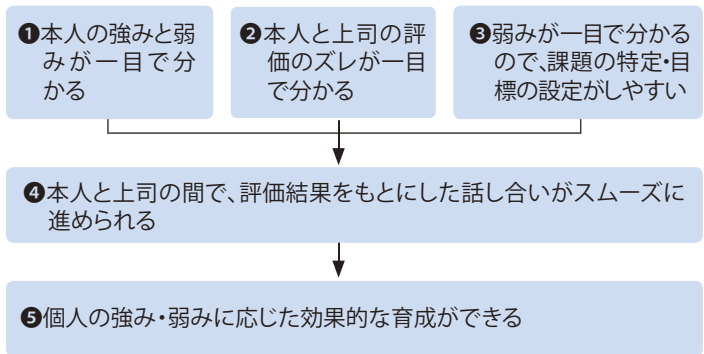 ❶本人の強みと弱
みが一目で分
かる
❷本人と上司の評
価のズレが一目
で分かる
❸弱みが一目で分かる
ので、課題の特定・目
標の設定がしやすい
❹本人と上司の間で、評価結果をもとにした話し合いがスムーズに
進められる
❺個人の強み・弱みに応じた効果的な育成ができる